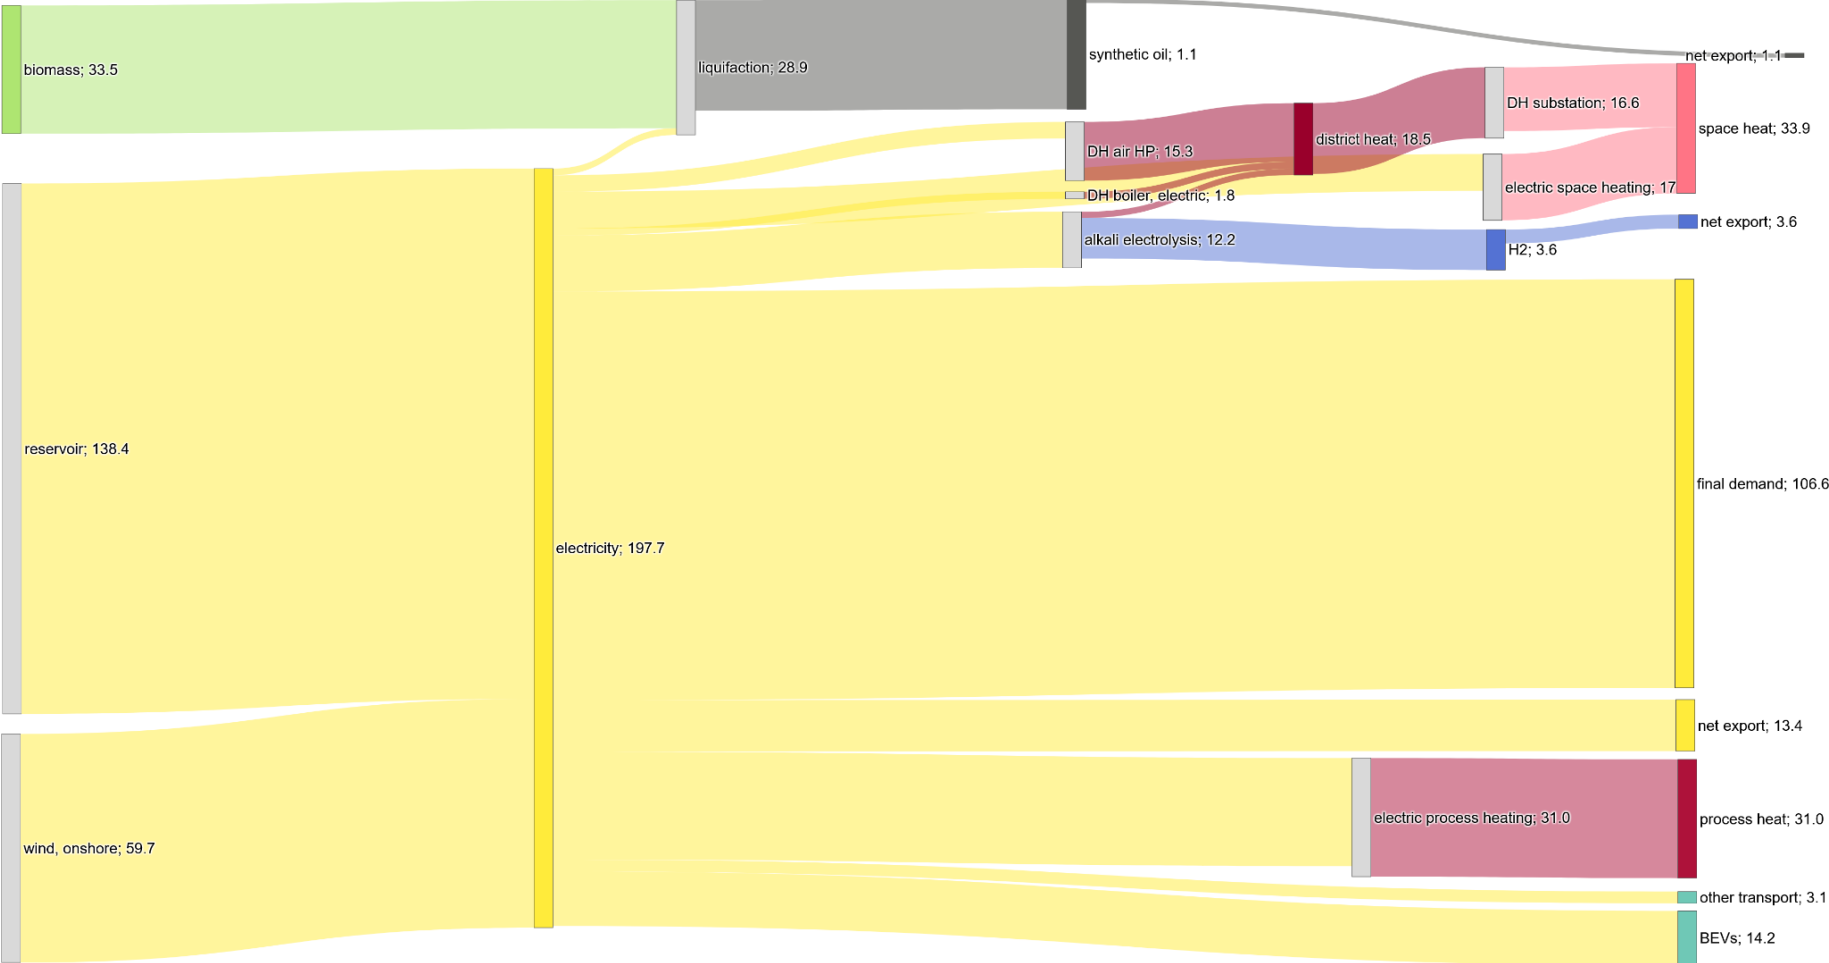 biomass; 33.5
liquifaction; 28.9
synthetic oil; 1.1
net export; 1.1
DH substation; 16.6
space heat; 33.9
district heat; 18.5
DH air HP; 15.3
electric space heating; 17
DH boiler, electric; 1.8
net export; 3.6
alkali electrolysis; 12.2
H2; 3.6
reservoir; 138.4
final demand; 106.6
electricity; 197.7
net export; 13.4
electric process heating; 31.0
process heat; 31.0
wind, onshore; 59.7
other transport; 3.1
BEVs; 14.2